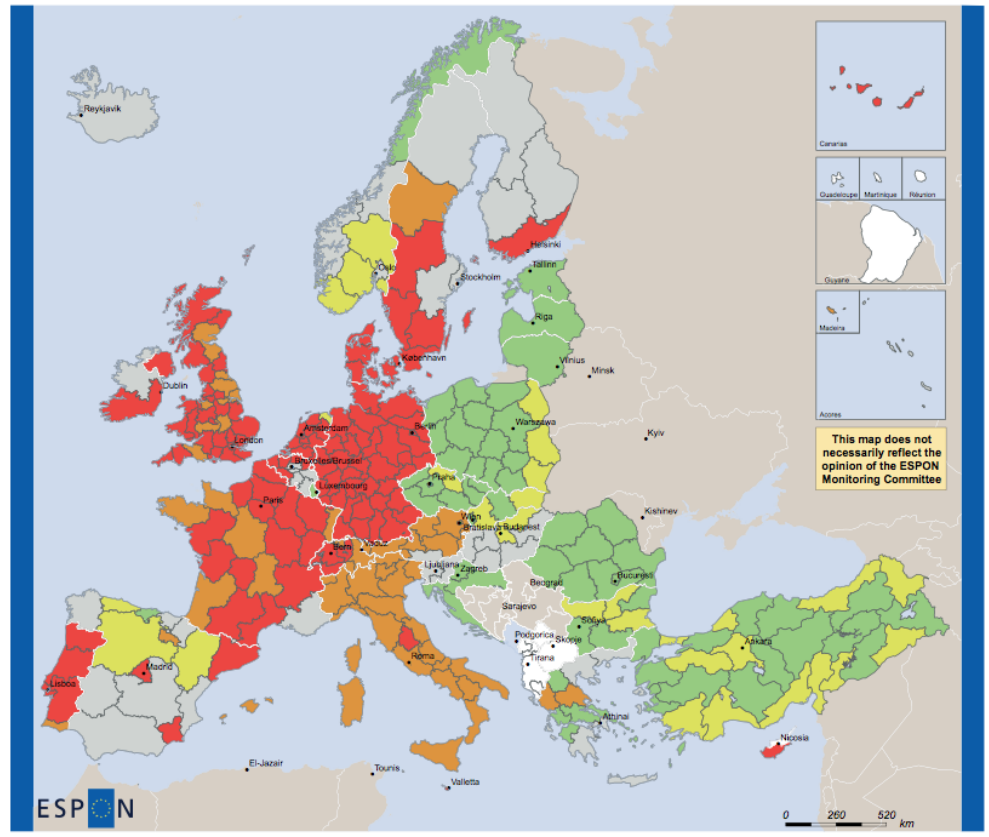 Reykjavik
Canarias
Guadeloupe
Martinique
Réunion
Guyane
Madeira
Acores
This map does not
necessarily reflect the
opinion of the ESPON
Monitoring Committee
Oslo
Helsinki
Stockholm
Tallinn
Riga
København
Vilnius
Minsk
Dublin
London
Amsterdam
Berlin
Warszawa
Kyiv
Bruxelles/Brussel
Luxembourg
Praha
Paris
Kishinev
Wien
Bratislava
Budapest
Bern
Vaduz
Ljubljana
Zagreb
Beograd
Bucuresti
Sarajevo
Sofiya
Podgorica
Skopje
Ankara
Roma
Tirana
Madrid
Lisboa
Athinai
Nicosia
El-Jazair
Tounis
Valletta
ESPON
0 260 520
km